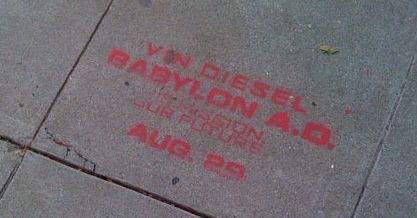 VIN DIESEL
BABYLON A.D.
OUR FUTURE
AUG. 29